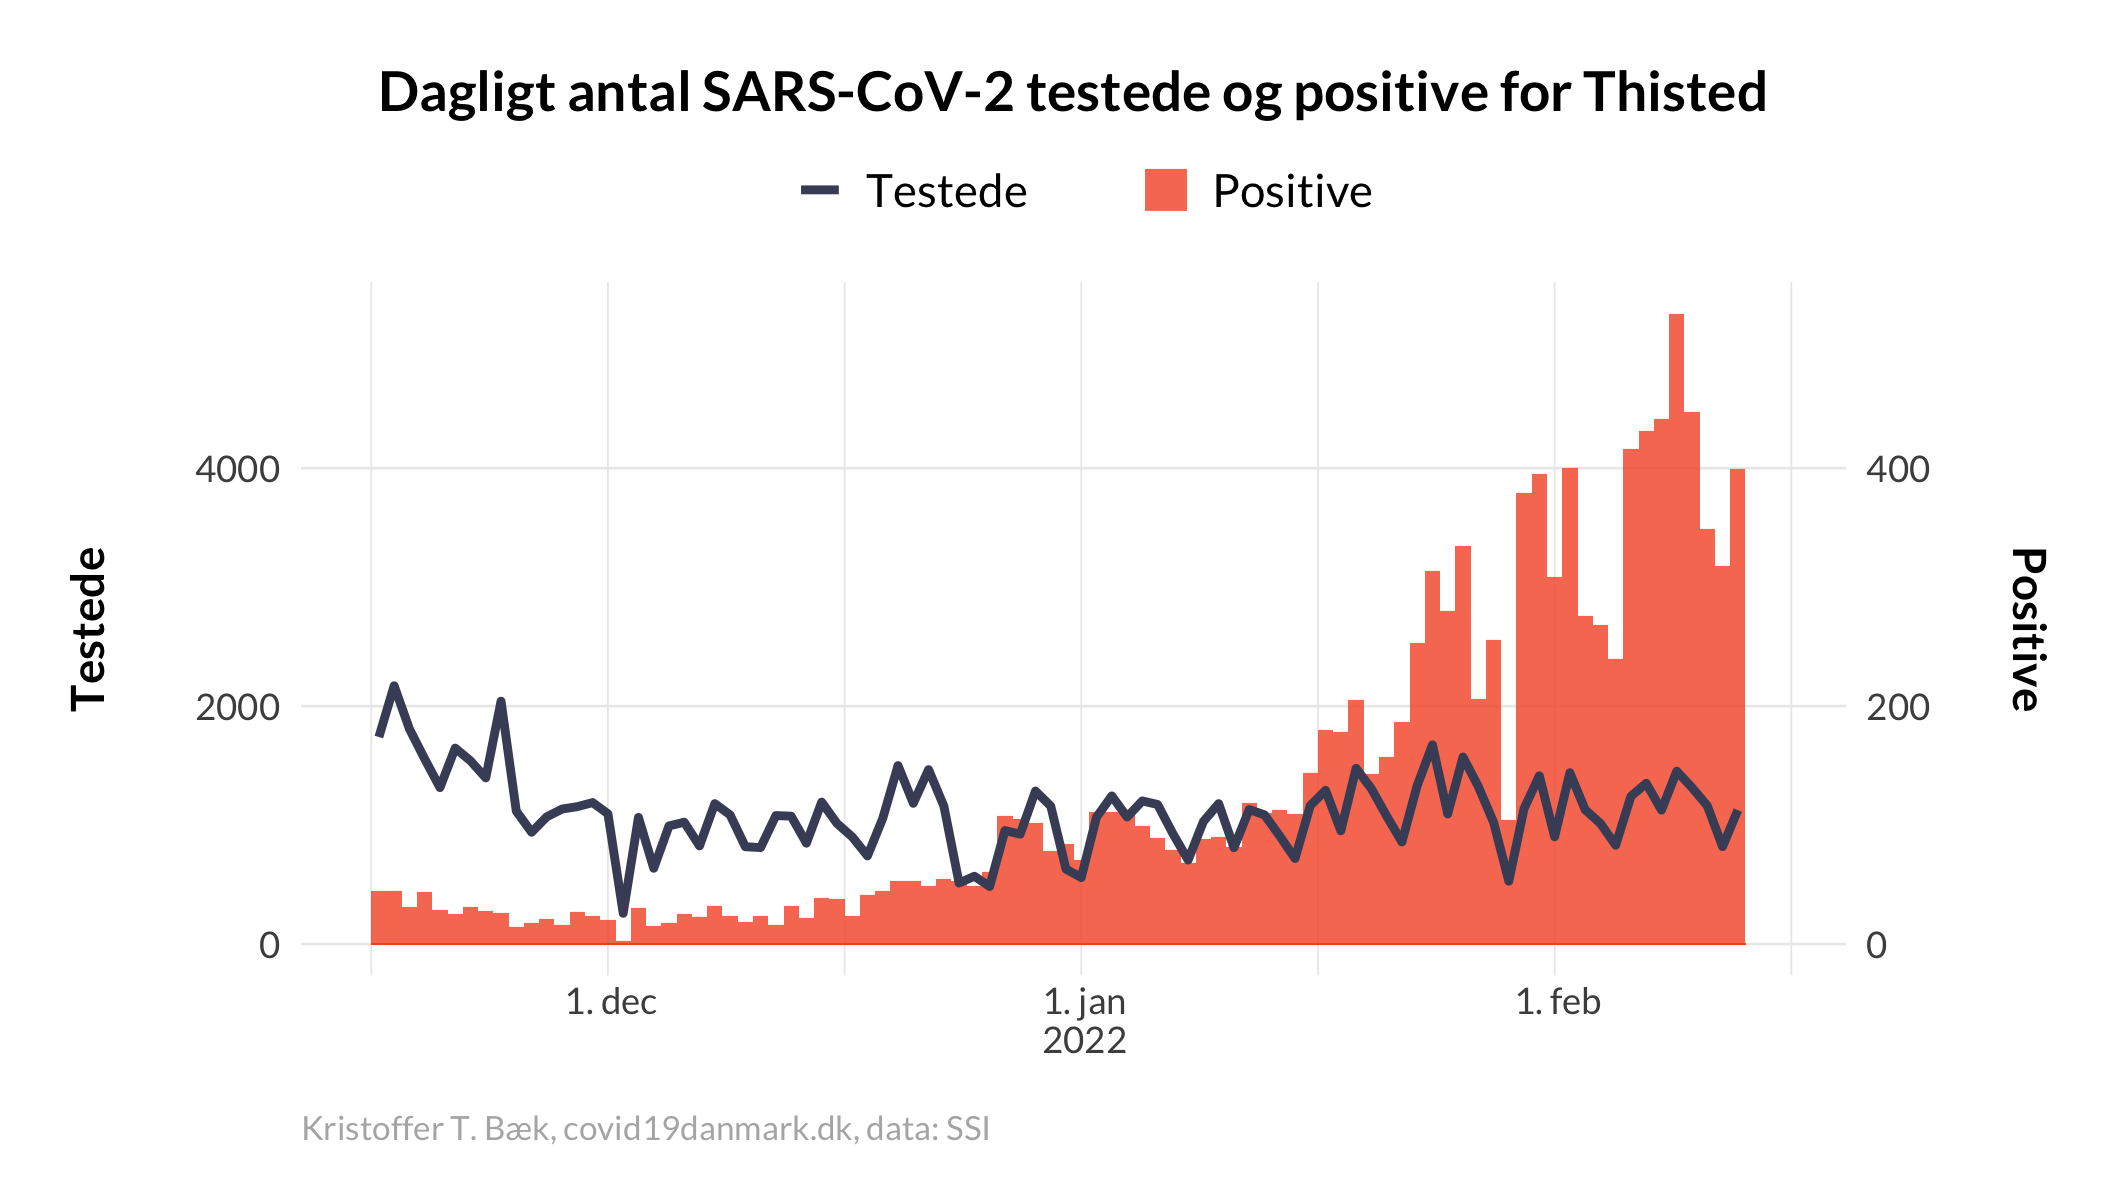 Dagligt antal SARS-CoV-2 testede og positive for Thisted
Testede
Positive
4000
2000
0
Testede
400
200
0
Positive
1. dec
1. jan
2022
1. feb
Kristoffer T. Bæk, covid19danmark.dk, data: SSI